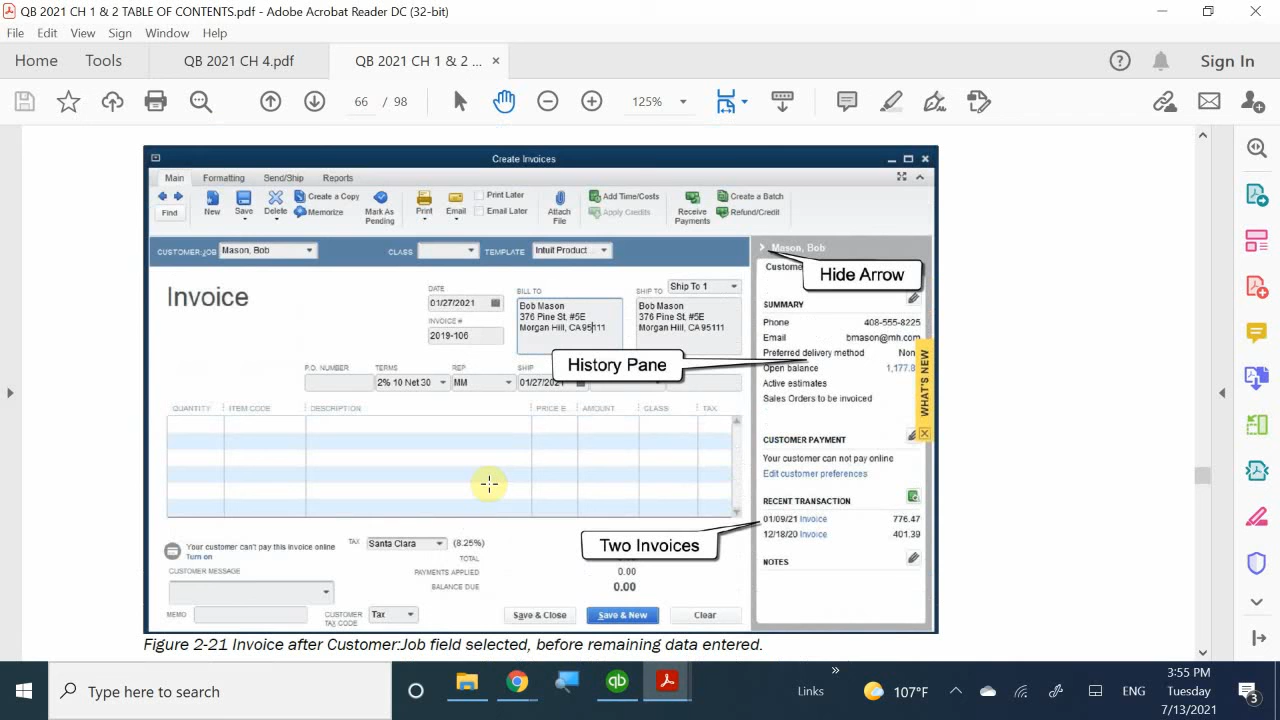 QB 2021 CH 1 & 2 TABLE OF CONTENTS.pdf - Adobe Acrobat Reader DC (32-bit)
File Edit View Sign Window Help
Home Tools QB 2021 CH 4.pdf QB 2021 CH 1 & 2 ... × Sign In
66 / 98 125%
Create Invoices
Main Formatting Send/Ship Reports
Find New Save Delete Create a Copy Memorize Mark As Pending Print Email Print Later Email Later Attach File Add Time/Costs Apply Credits Receive Payments Create a Batch Refund/Credit
CUSTOMER:JOB Mason, Bob CLASS TEMPLATE Intuit Product
Mason, Bob
Hide Arrow
Custome
Invoice
DATE
01/27/2021
INVOICE #
2019-106
BILL TO
Bob Mason
376 Pine St, #5E
Morgan Hill, CA 95111
SHIP TO Ship To 1
Bob Mason
376 Pine St, #5E
Morgan Hill, CA 95111
History Pane
P.O. NUMBER TERMS REP SHIP
2% 10 Net 30 MM 01/27/202
QUANTITY ITEM CODE DESCRIPTION PRICE E AMOUNT CLASS TAX
SUMMARY
Phone 408-555-8225
Email bmason@mh.com
Preferred delivery method Non
Open balance 1,177.8
Active estimates
Sales Orders to be invoiced
WHAT'S NEW
CUSTOMER PAYMENT
Your customer can not pay online
Edit customer preferences
RECENT TRANSACTION
01/09/21 Invoice 776.47
12/18/20 Invoice 401.39
NOTES
Two Invoices
Your customer can't pay this invoice online
Turn on
TAX Santa Clara (8.25%)
TOTAL
PAYMENTS APPLIED 0.00
BALANCE DUE 0.00
CUSTOMER MESSAGE
MEMO CUSTOMER TAX CODE Tax
Save & Close Save & New Clear
Figure 2-21 Invoice after Customer:Job field selected, before remaining data entered.
Type here to search
Links
107°F
ENG
3:55 PM
Tuesday
7/13/2021
3